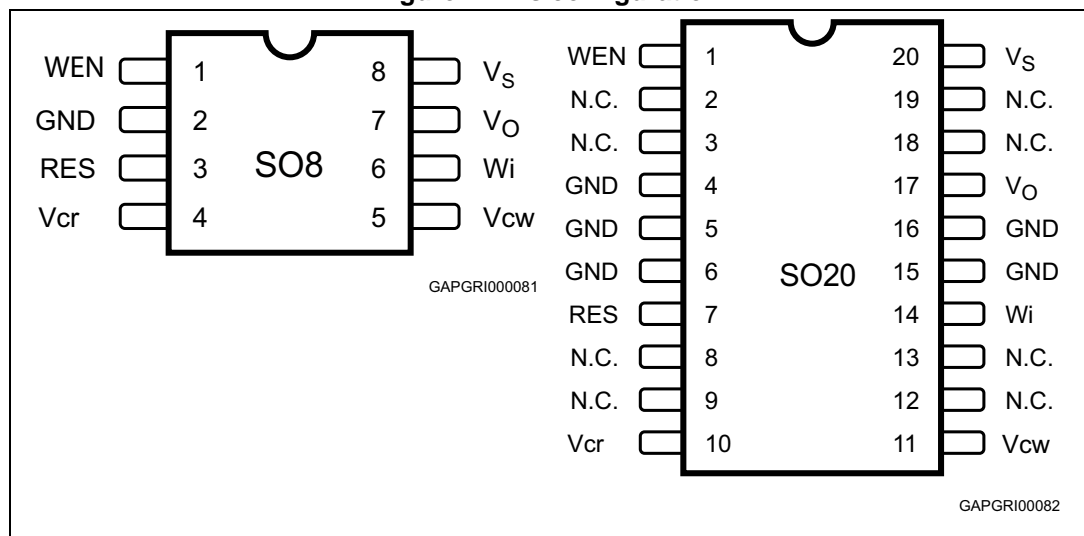 WEN 1 8 VS
GND 2 7 VO
RES 3 SO8 6 Wi
Vcr 4 5 Vcw
GAPGRI000081
WEN 1 20 VS
N.C. 2 19 N.C.
N.C. 3 18 N.C.
GND 4 17 VO
GND 5 16 GND
GND 6 SO20 15 GND
RES 7 14 Wi
N.C. 8 13 N.C.
N.C. 9 12 N.C.
Vcr 10 11 Vcw
GAPGRI00082